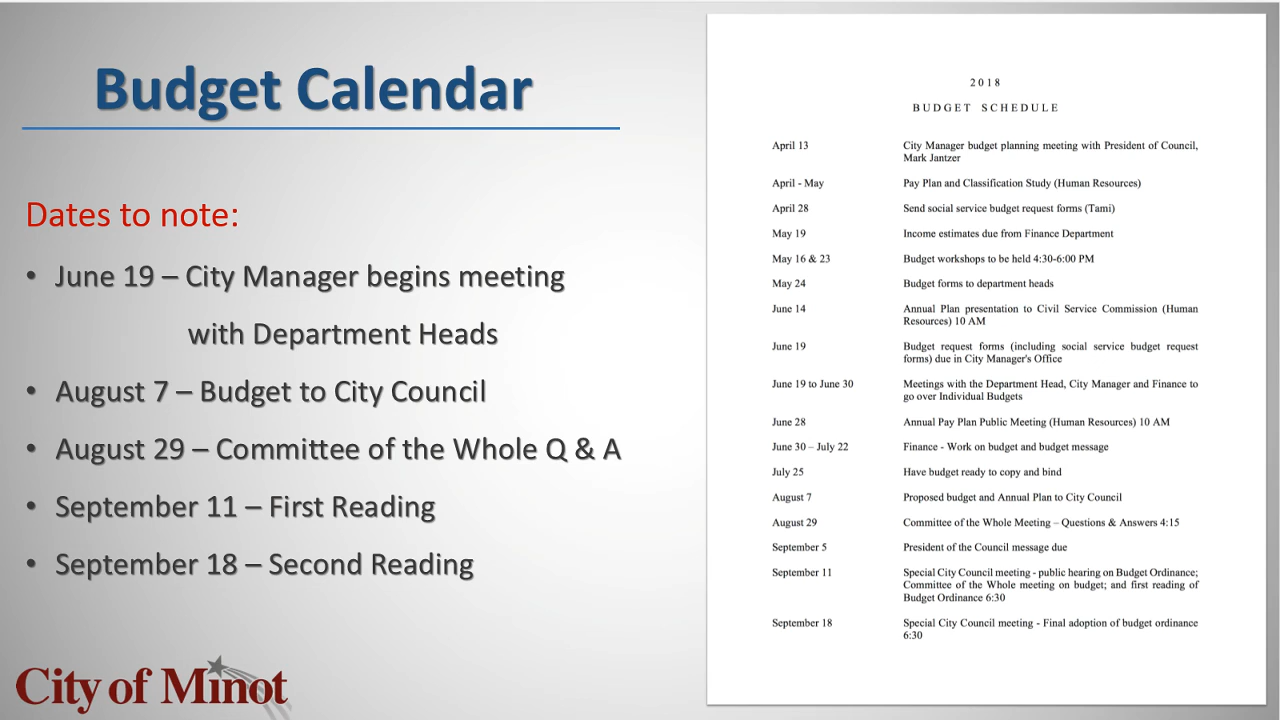 Budget Calendar
Dates to note:
• June 19 – City Manager begins meeting
with Department Heads
• August 7 – Budget to City Council
• August 29 – Committee of the Whole Q & A
• September 11 – First Reading
• September 18 – Second Reading
City of Minot
2018
BUDGET SCHEDULE
April 13 City Manager budget planning meeting with President of Council,
Mark Jantzer
April - May Pay Plan and Classification Study (Human Resources)
April 28 Send social service budget request forms (Tami)
May 19 Income estimates due from Finance Department
May 16 & 23 Budget workshops to be held 4:30-6:00 PM
May 24 Budget forms to department heads
June 14 Annual Plan presentation to Civil Service Commission (Human
Resources) 10 AM
June 19 Budget request forms (including social service budget request
forms) due in City Manager's Office
June 19 to June 30 Meetings with the Department Head, City Manager and Finance to
go over Individual Budgets
June 28 Annual Pay Plan Public Meeting (Human Resources) 10 AM
June 30 – July 22 Finance - Work on budget and budget message
July 25 Have budget ready to copy and bind
August 7 Proposed budget and Annual Plan to City Council
August 29 Committee of the Whole Meeting – Questions & Answers 4:15
September 5 President of the Council message due
September 11 Special City Council meeting - public hearing on Budget Ordinance;
Committee of the Whole meeting on budget; and first reading of
Budget Ordinance 6:30
September 18 Special City Council meeting - Final adoption of budget ordinance
6:30